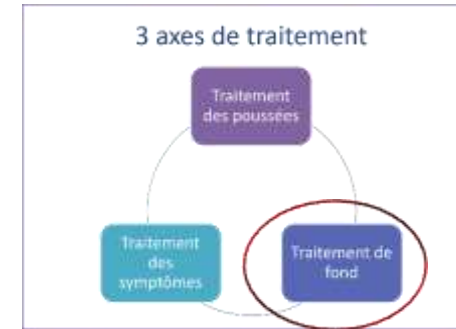 3 axes de traitement
Traitement
des poussées
Traitement
des
symptômes
Traitement de
fond